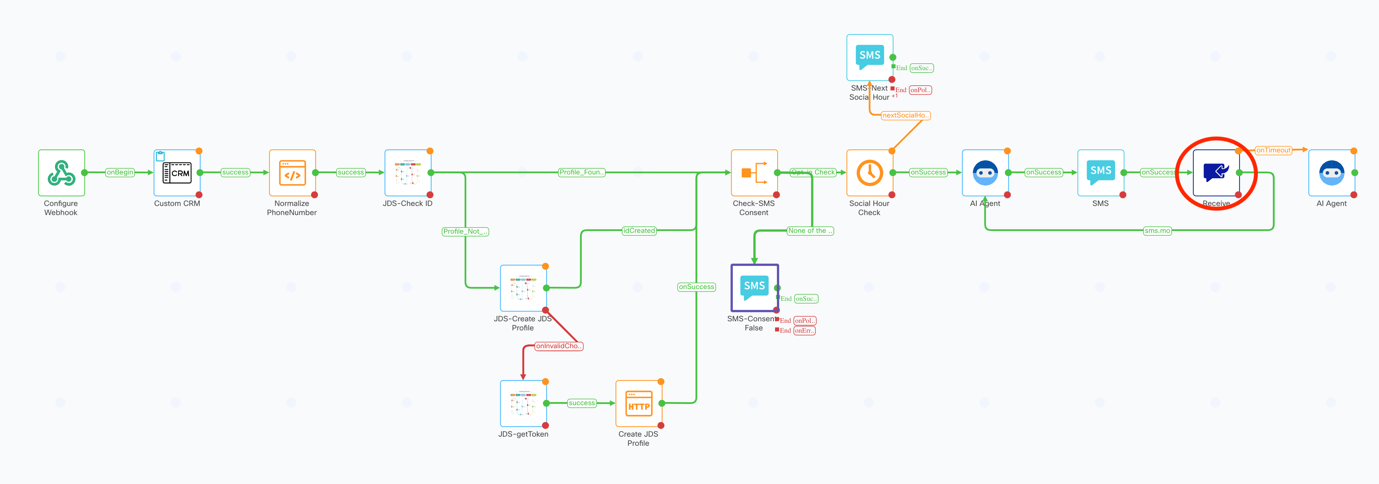 SMS
End onSuc..
End onPol..
+1
SMS-Next
Social Hour
nextSocialHo..
onBegin
CRM
success
success
Profile_Foun..
Opt-in Check
onSuccess
onSuccess
SMS
onSuccess
onTimeout
Configure
Webhook
Custom CRM
Normalize
PhoneNumber
JDS-Check ID
Check-SMS
Consent
Social Hour
Check
AI Agent
SMS
Receive
AI Agent
Profile_Not_..
idCreated
None of the ..
sms.mo
onSuccess
SMS
End onSuc..
JDS-Create JDS
Profile
SMS-Consent
False
End onPol..
End onErr..
onInvalidCho..
success
HTTP
JDS-getToken
Create JDS
Profile